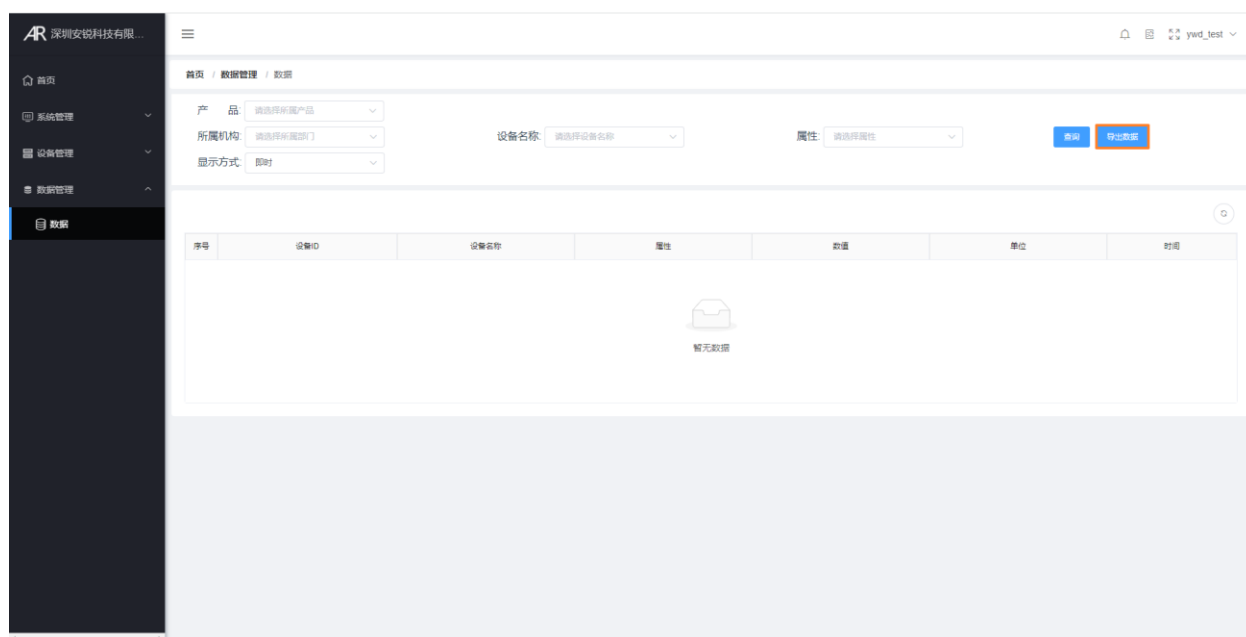 AR 深圳安锐科技有限...
ywd_test
首页
系统管理
设备管理
数据管理
数据
首页 / 数据管理 / 数据
产 品: 请选择所属产品
所属机构: 请选择所属部门 设备名称: 请选择设备名称 属性: 请选择属性 查询 导出数据
显示方式: 即时
序号 设备ID 设备名称 属性 数值 单位 时间
暂无数据